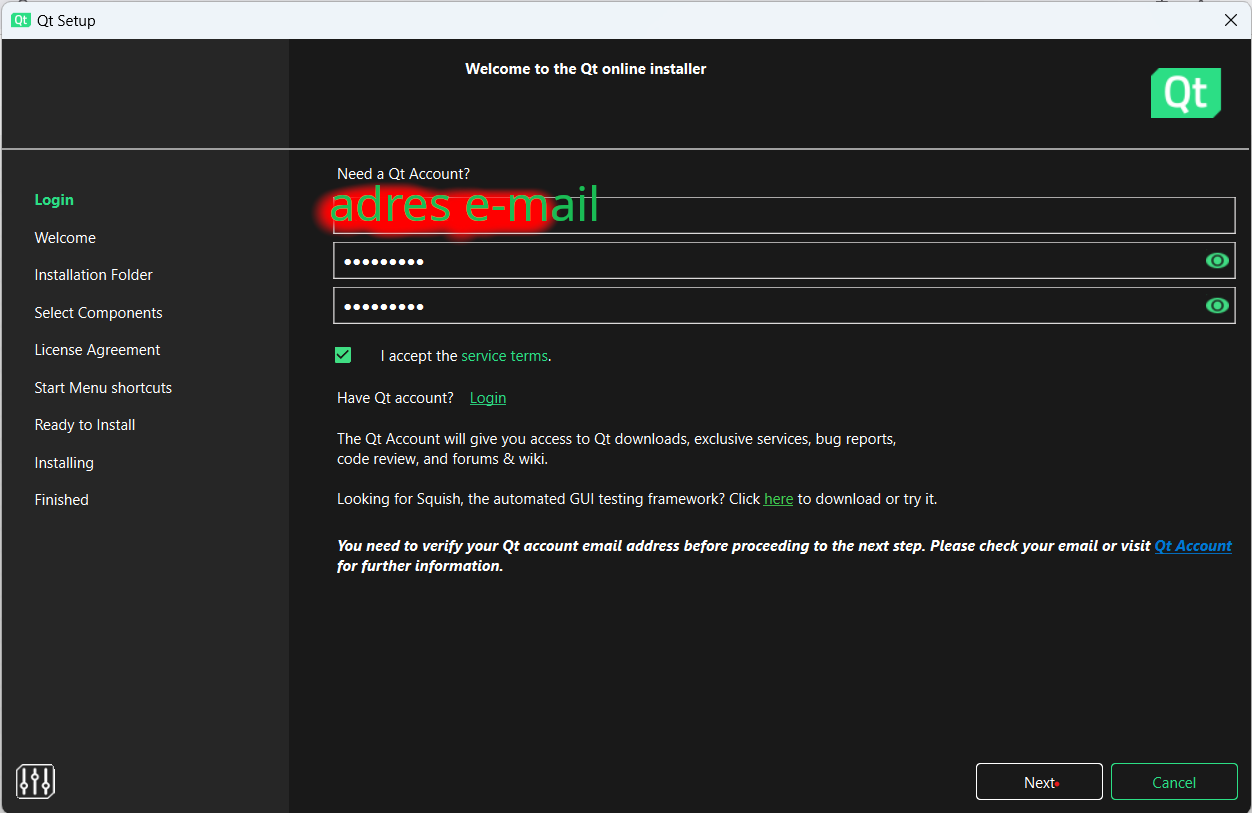 Qt Qt Setup
Welcome to the Qt online installer
Qt
Login
Welcome
Installation Folder
Select Components
License Agreement
Start Menu shortcuts
Ready to Install
Installing
Finished
Need a Qt Account?
adres e-mail
●●●●●●●●●
●●●●●●●●●
I accept the service terms.
Have Qt account? Login
The Qt Account will give you access to Qt downloads, exclusive services, bug reports,
code review, and forums & wiki.
Looking for Squish, the automated GUI testing framework? Click here to download or try it.
You need to verify your Qt account email address before proceeding to the next step. Please check your email or visit Qt Account
for further information.
Next Cancel